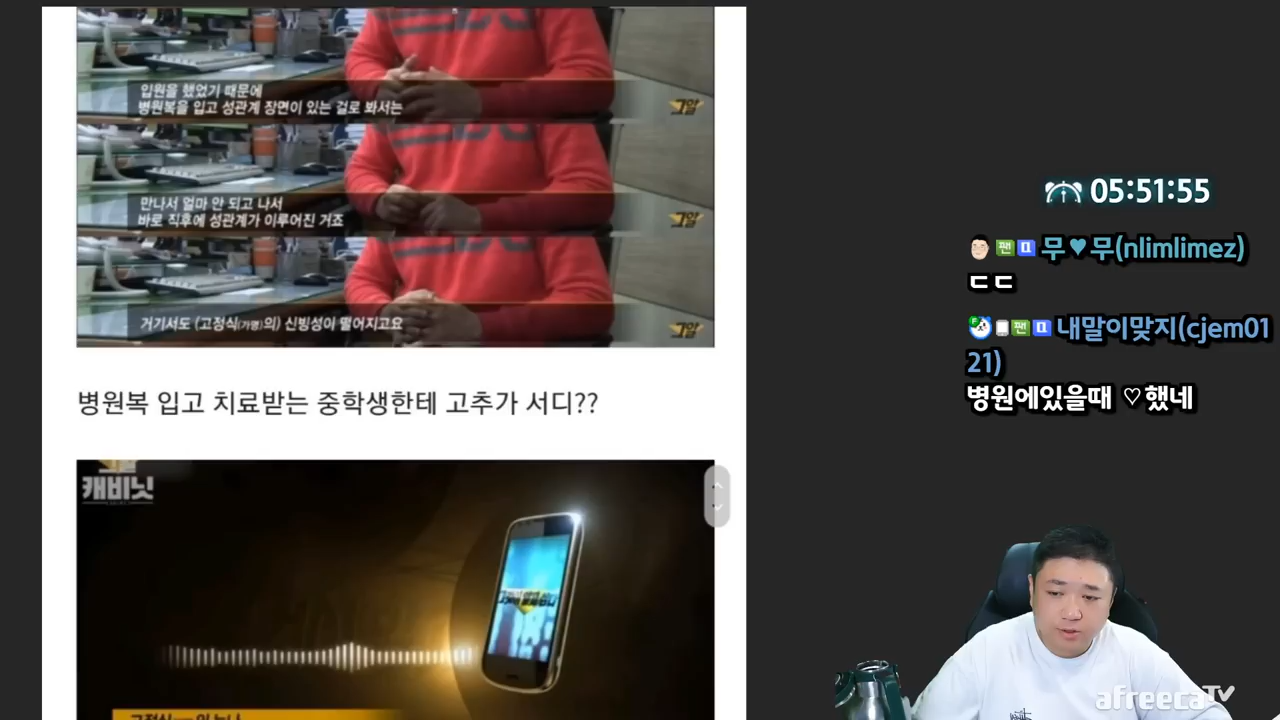 입원을 했었기 때문에
병원복을 입고 성관계 장면이 있는 걸로 봐서는
그알
만나서 얼마 안 되고 나서
바로 직후에 성관계가 이루어진 거죠
그알
거기서도 (고정식(가명)의) 신빙성이 떨어지고요
그알
병원복 입고 치료받는 중학생한테 고추가 서디??
캐비닛
05:51:55
팬 무♥무(nlimlimez)
ㄷㄷ
팬 내말이맞지(cjem01
21)
병원에있을때 ♡했네
afreecaTV